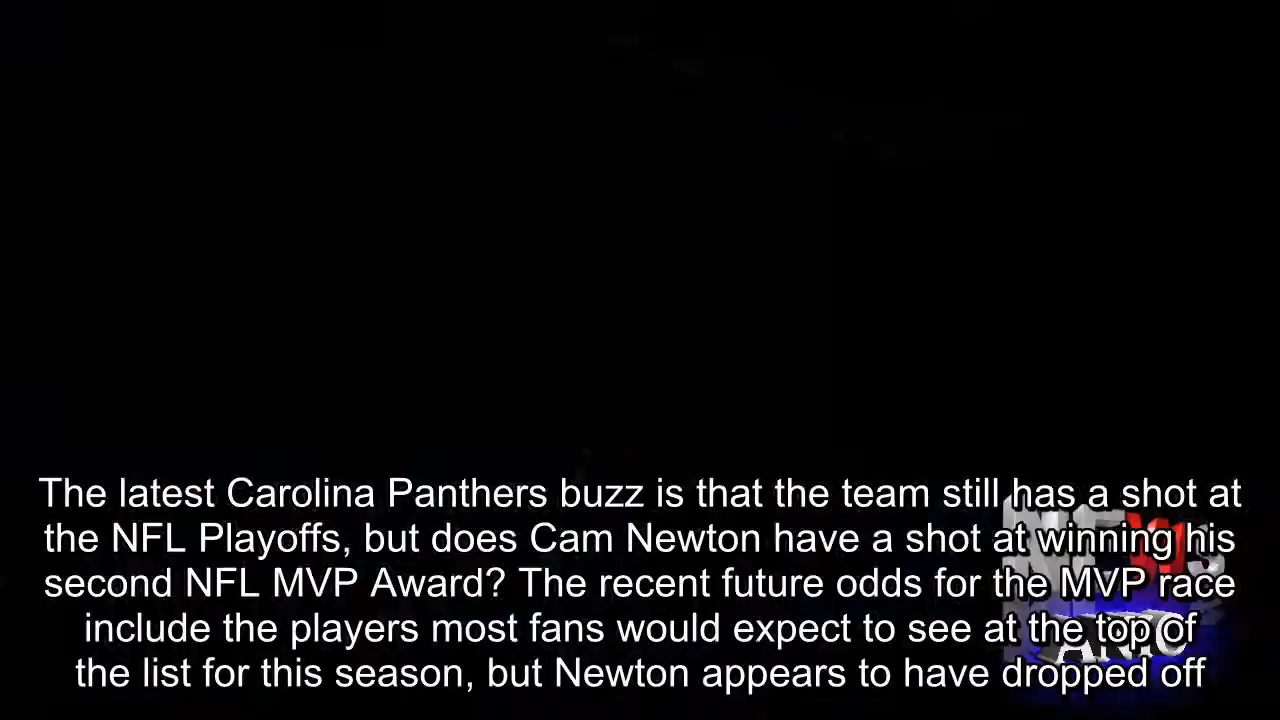 The latest Carolina Panthers buzz is that the team still has a shot at
the NFL Playoffs, but does Cam Newton have a shot at winning his
second NFL MVP Award? The recent future odds for the MVP race
include the players most fans would expect to see at the top of
the list for this season, but Newton appears to have dropped off